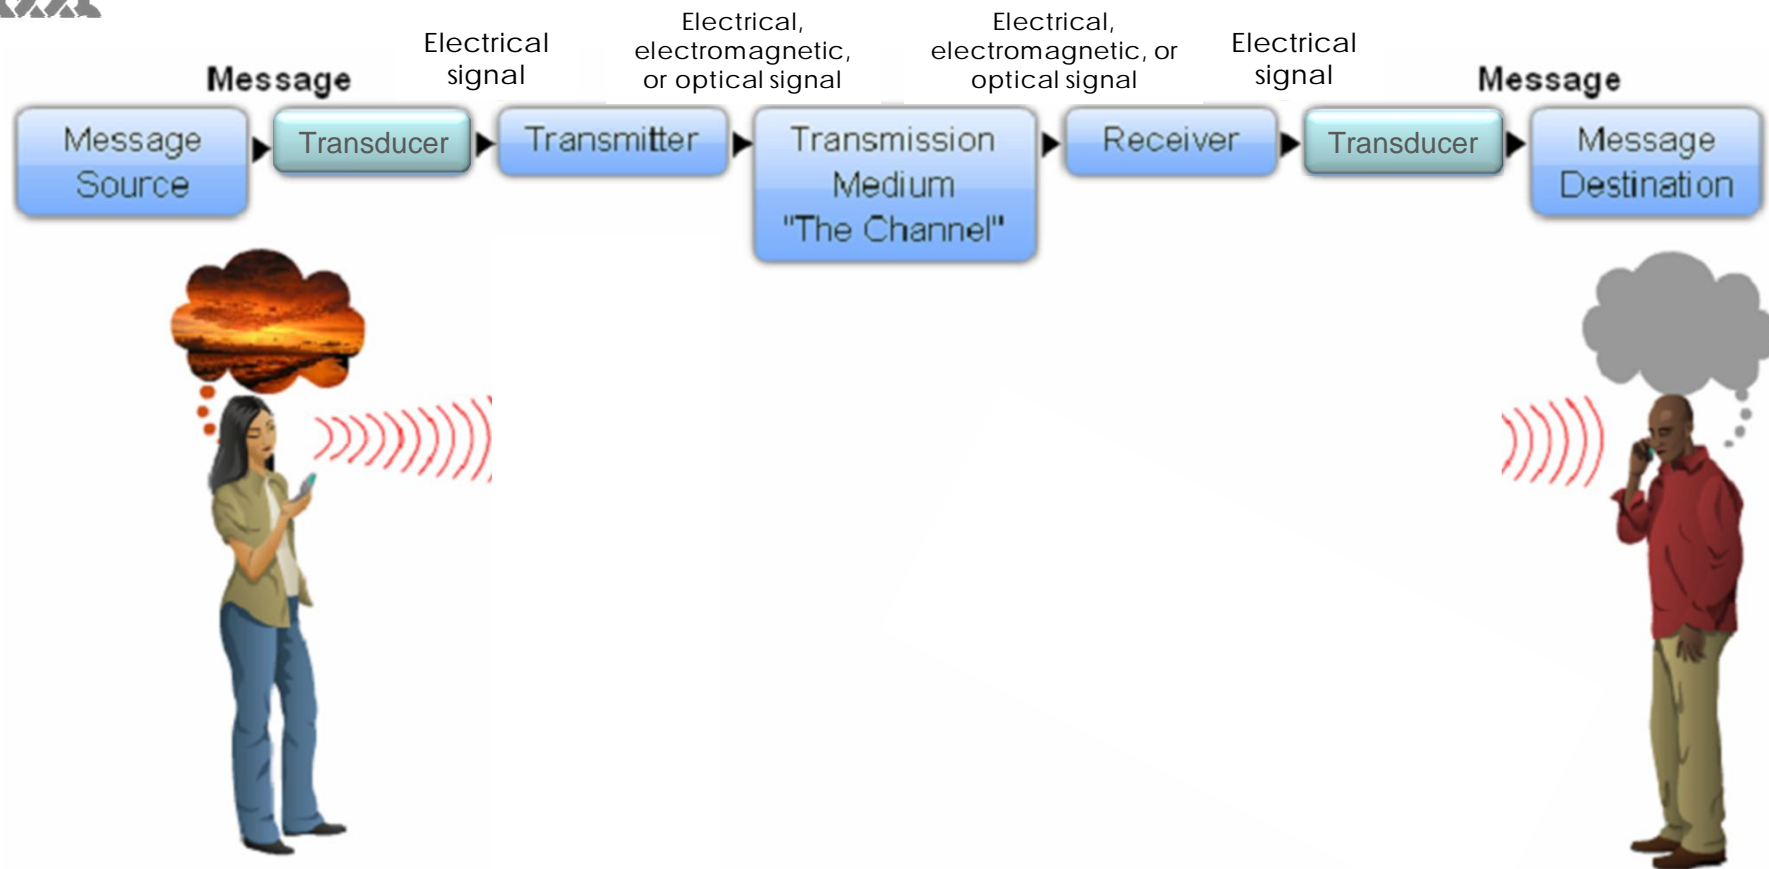 Electrical
signal
Electrical,
electromagnetic,
or optical signal
Electrical,
electromagnetic, or
optical signal
Electrical
signal
Message
Message
Message
Source
Transducer
Transmitter
Transmission
Medium
"The Channel"
Receiver
Transducer
Message
Destination